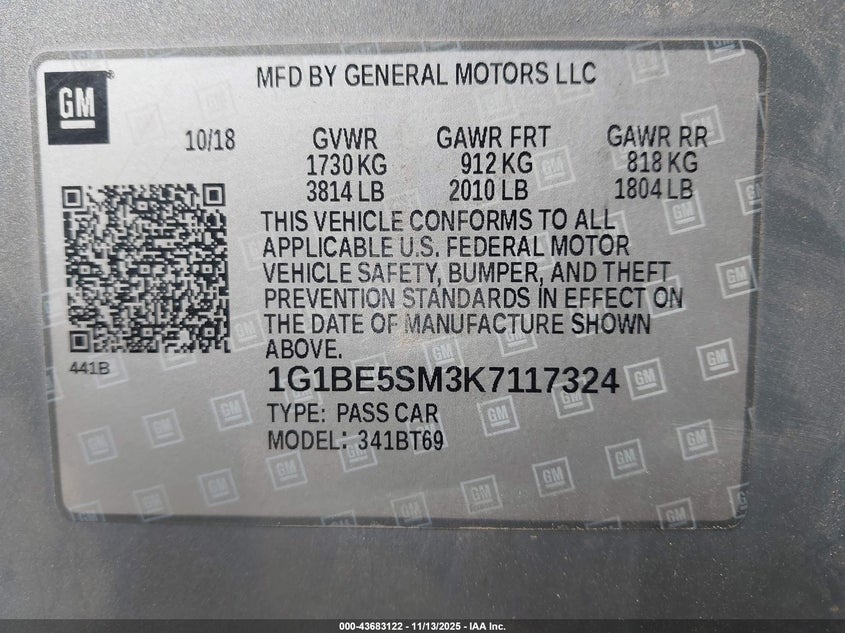 GM
MFD BY GENERAL MOTORS LLC
10/18 GVWR GAWR FRT GAWR RR
1730 KG 912 KG 818 KG
3814 LB 2010 LB 1804 LB
THIS VEHICLE CONFORMS TO ALL
APPLICABLE U.S. FEDERAL MOTOR
VEHICLE SAFETY, BUMPER, AND THEFT
PREVENTION STANDARDS IN EFFECT ON
THE DATE OF MANUFACTURE SHOWN
ABOVE.
441B
1G1BE5SM3K7117324
TYPE: PASS CAR
MODEL: 341BT69
000-43683122 - 11/13/2025 - IAA Inc.